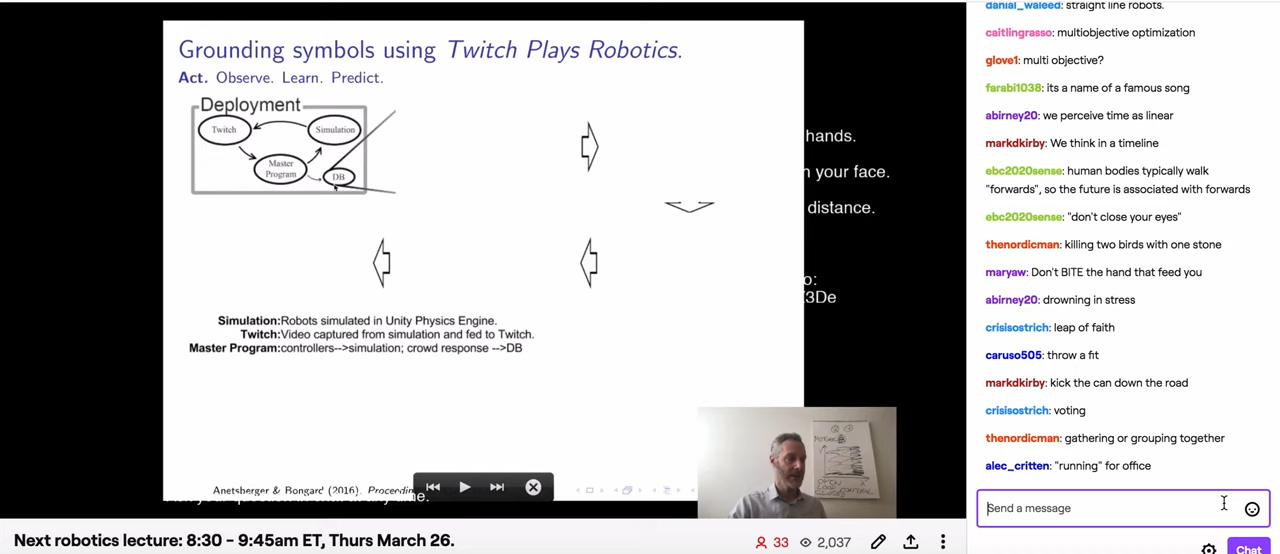 Grounding symbols using Twitch Plays Robotics.
Act. Observe. Learn. Predict.
Deployment
Twitch
Simulation
Master
Program
DB
hands.
your face.
distance.
o:
3De
Simulation:Robots simulated in Unity Physics Engine.
Twitch:Video captured from simulation and fed to Twitch.
Master Program:controllers-->simulation; crowd response -->DB
Anetsberger & Bongard (2016).
Next robotics lecture: 8:30 - 9:45am ET, Thurs March 26.
33
2,037
danial_waleed: straight line robots.
caitlingrasso: multiobjective optimization
glove1: multi objective?
farabi1038: its a name of a famous song
abirney20: we perceive time as linear
markdkirby: We think in a timeline
ebc2020sense: human bodies typically walk
"forwards", so the future is associated with forwards
ebc2020sense: "don't close your eyes"
thenordicman: killing two birds with one stone
maryaw: Don't BITE the hand that feed you
abirney20: drowning in stress
crisisostrich: leap of faith
caruso505: throw a fit
markdkirby: kick the can down the road
crisisostrich: voting
thenordicman: gathering or grouping together
alec_critten: "running" for office
Send a message
Chat